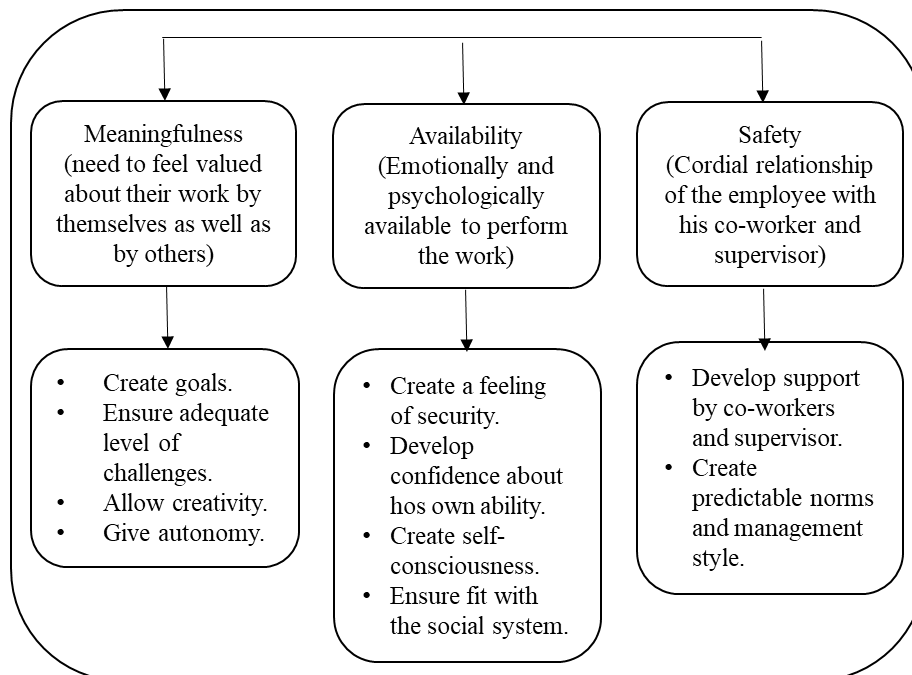 Meaningfulness
(need to feel valued
about their work by
themselves as well as
by others)
Availability
(Emotionally and
psychologically
available to perform
the work)
Safety
(Cordial relationship
of the employee with
his co-worker and
supervisor)
• Create goals.
• Ensure adequate
level of
challenges.
• Allow creativity.
• Give autonomy.
• Create a feeling
of security.
• Develop
confidence about
hos own ability.
• Create self-
consciousness.
• Ensure fit with
the social system.
• Develop support
by co-workers
and supervisor.
• Create
predictable norms
and management
style.